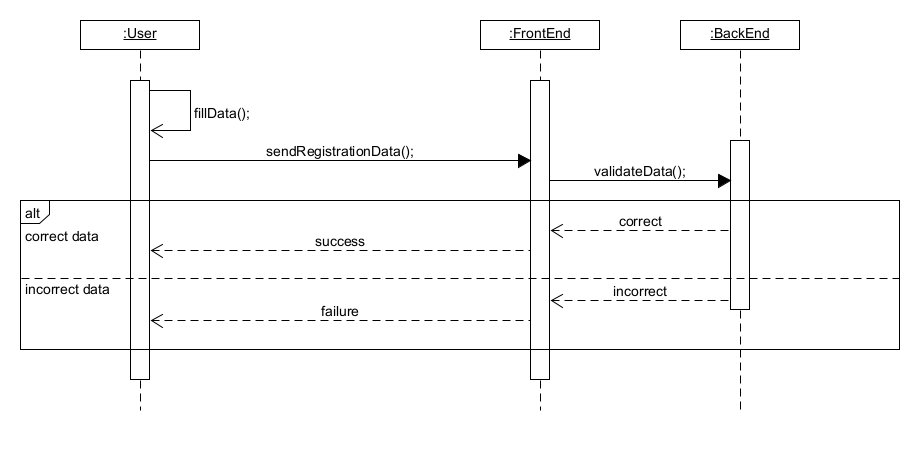 :User
:FrontEnd
:BackEnd
fillData();
sendRegistrationData();
validateData();
alt
correct data
correct
success
incorrect data
incorrect
failure